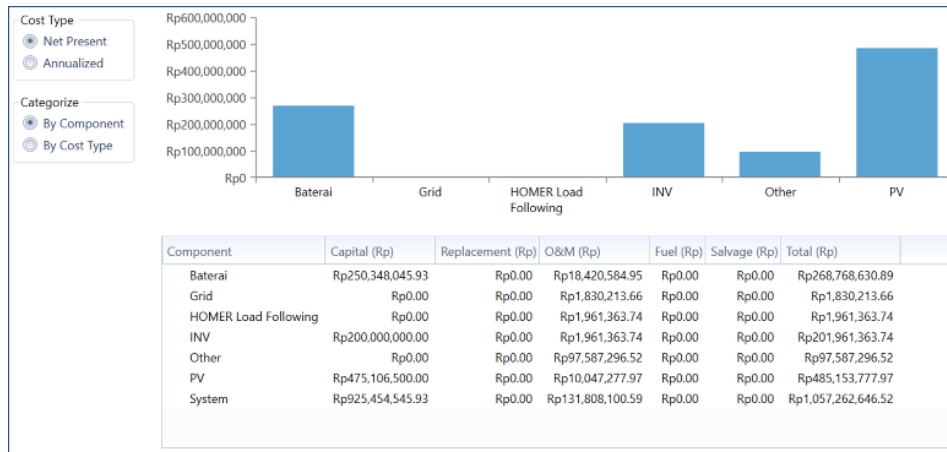 Cost Type
Net Present
Annualized
Categorize
By Component
By Cost Type
Rp600,000,000
Rp500,000,000
Rp400,000,000
Rp300,000,000
Rp200,000,000
Rp100,000,000
Rp0
Baterai Grid HOMER Load Following INV Other PV
Component Capital (Rp) Replacement (Rp) O&M (Rp) Fuel (Rp) Salvage (Rp) Total (Rp)
Baterai Rp250,348,045.93 Rp0.00 Rp18,420,584.95 Rp0.00 Rp0.00 Rp268,768,630.89
Grid Rp0.00 Rp0.00 Rp1,830,213.66 Rp0.00 Rp0.00 Rp1,830,213.66
HOMER Load Following Rp0.00 Rp0.00 Rp1,961,363.74 Rp0.00 Rp0.00 Rp1,961,363.74
INV Rp200,000,000.00 Rp0.00 Rp1,961,363.74 Rp0.00 Rp0.00 Rp201,961,363.74
Other Rp0.00 Rp0.00 Rp97,587,296.52 Rp0.00 Rp0.00 Rp97,587,296.52
PV Rp475,106,500.00 Rp0.00 Rp10,047,277.97 Rp0.00 Rp0.00 Rp485,153,777.97
System Rp925,454,545.93 Rp0.00 Rp131,808,100.59 Rp0.00 Rp0.00 Rp1,057,262,646.52